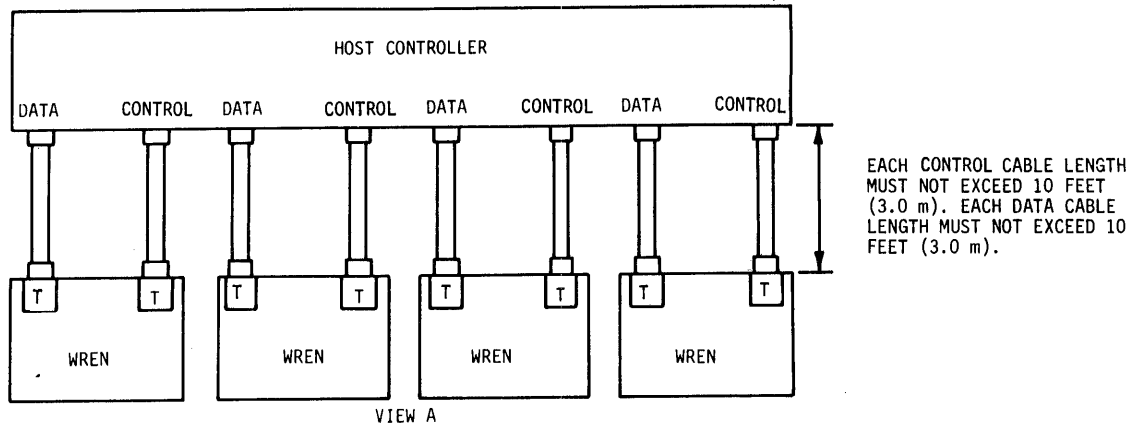 HOST CONTROLLER
DATA CONTROL DATA CONTROL DATA CONTROL DATA CONTROL
EACH CONTROL CABLE LENGTH
MUST NOT EXCEED 10 FEET
(3.0 m). EACH DATA CABLE
LENGTH MUST NOT EXCEED 10
FEET (3.0 m).
T T T T T T T T
WREN WREN WREN WREN
VIEW A